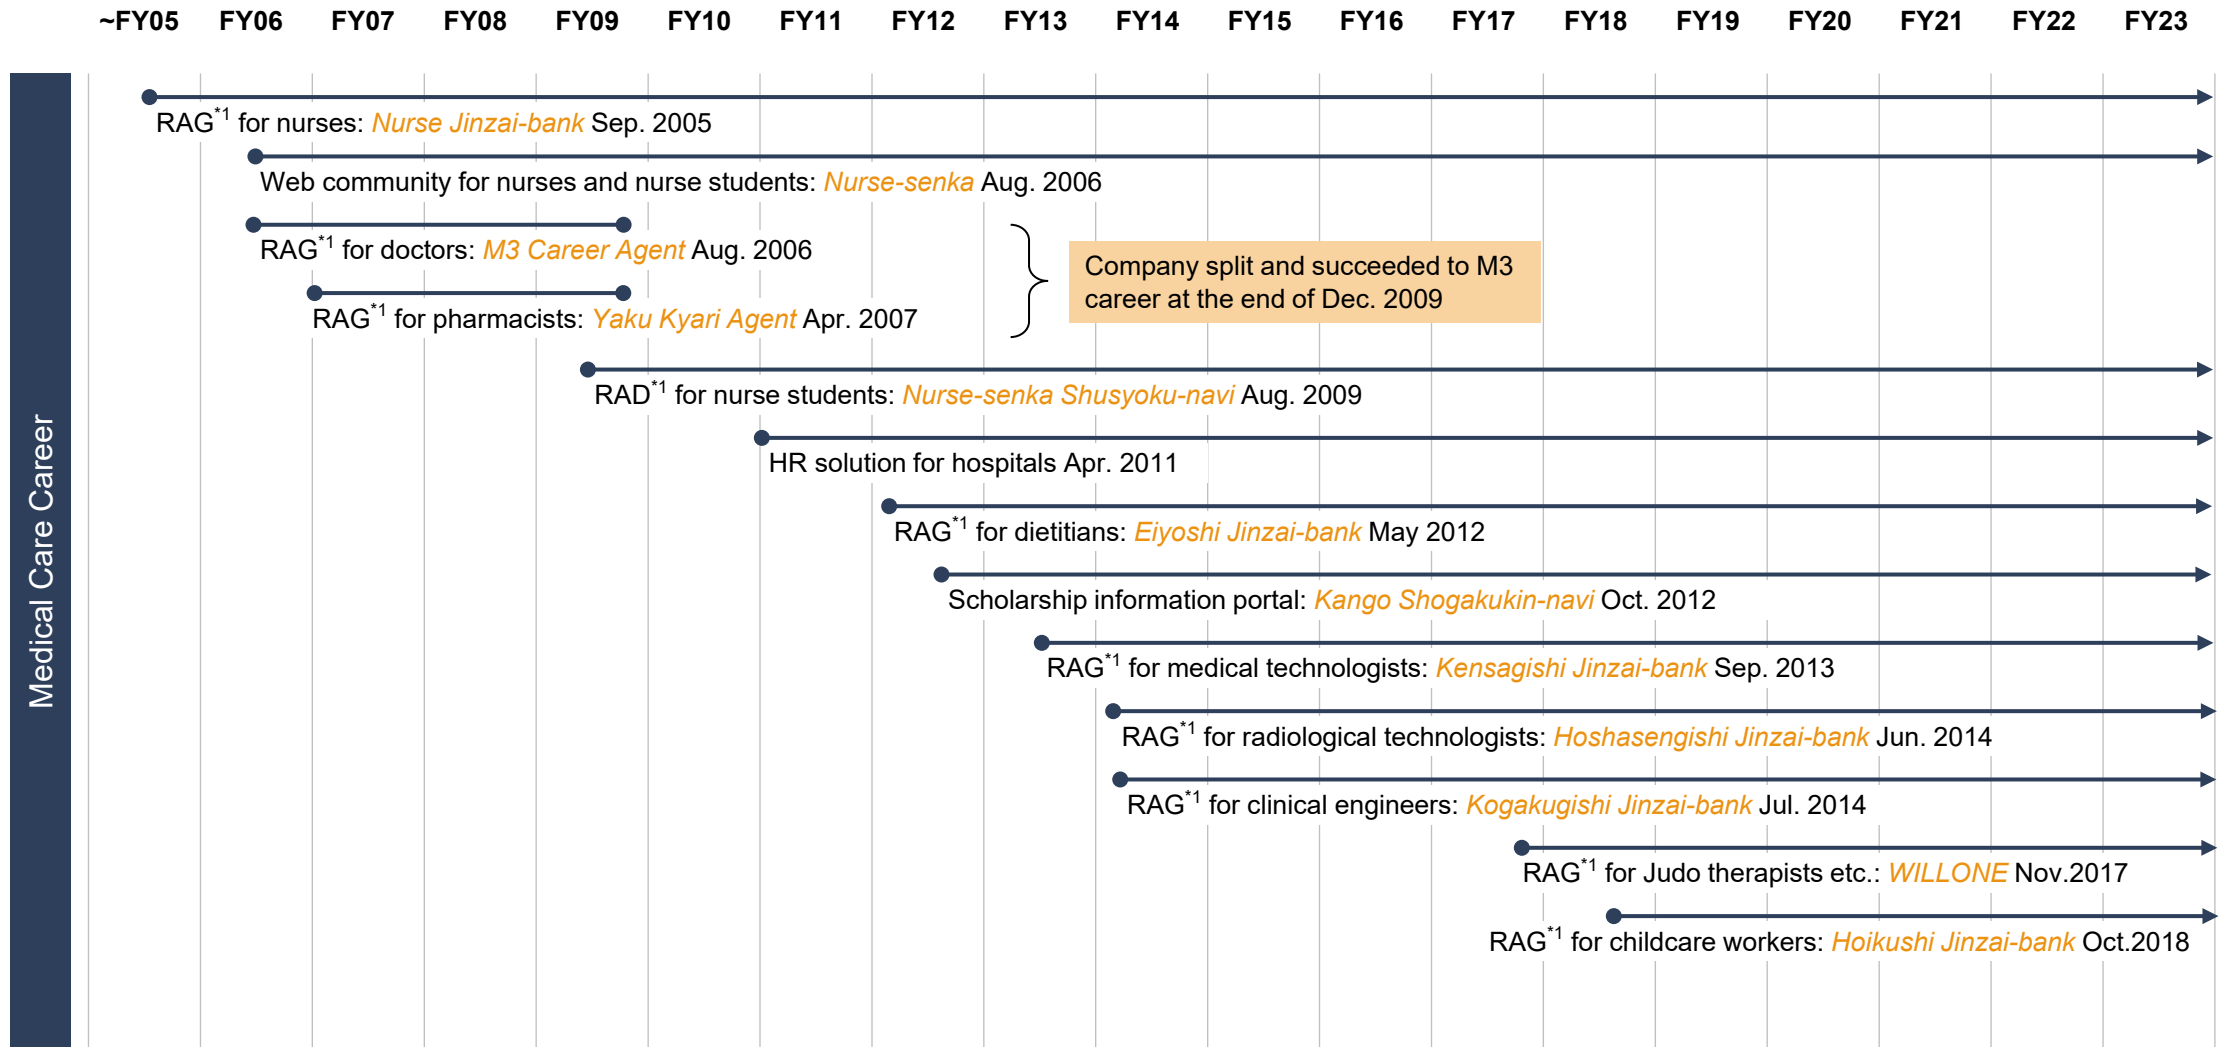 ~FY05 FY06 FY07 FY08 FY09 FY10 FY11 FY12 FY13 FY14 FY15 FY16 FY17 FY18 FY19 FY20 FY21 FY22 FY23
Medical Care Career
RAG*1 for nurses: Nurse Jinzai-bank Sep. 2005
Web community for nurses and nurse students: Nurse-senka Aug. 2006
RAG*1 for doctors: M3 Career Agent Aug. 2006
RAG*1 for pharmacists: Yaku Kyari Agent Apr. 2007
Company split and succeeded to M3
career at the end of Dec. 2009
RAD*1 for nurse students: Nurse-senka Shusyoku-navi Aug. 2009
HR solution for hospitals Apr. 2011
RAG*1 for dietitians: Eiyoshi Jinzai-bank May 2012
Scholarship information portal: Kango Shogakukin-navi Oct. 2012
RAG*1 for medical technologists: Kensagishi Jinzai-bank Sep. 2013
RAG*1 for radiological technologists: Hoshasengishi Jinzai-bank Jun. 2014
RAG*1 for clinical engineers: Kogakugishi Jinzai-bank Jul. 2014
RAG*1 for Judo therapists etc.: WILLONE Nov.2017
RAG*1 for childcare workers: Hoikushi Jinzai-bank Oct.2018